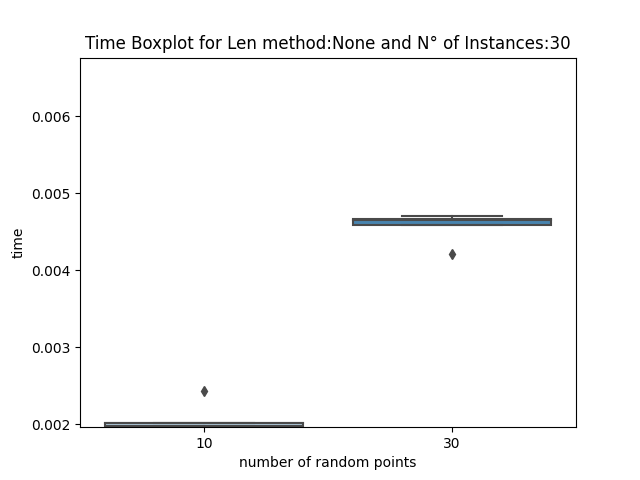 Time Boxplot for Len method:None and N° of Instances:30
0.006
0.005
0.004
0.003
0.002
time
10 30
number of random points